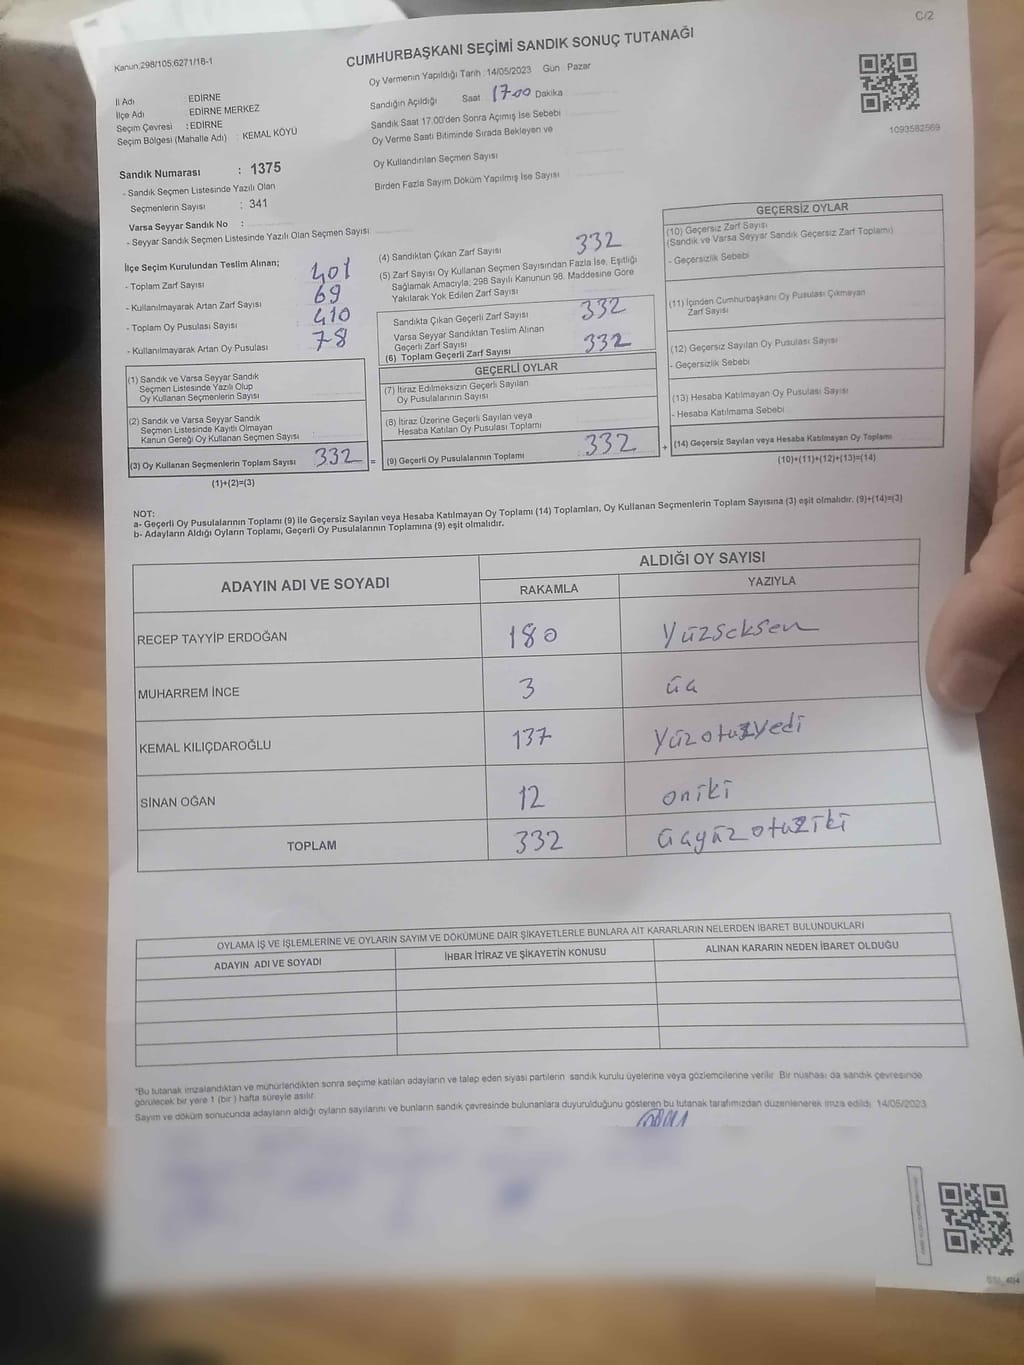 C/2
Kanun:298/105;6271/18-1
CUMHURBAŞKANI SEÇİMİ SANDIK SONUÇ TUTANAĞI
Oy Vermenin Yapıldığı Tarih :14/05/2023 Gün Pazar
İl Adı : EDİRNE
İlçe Adı : EDİRNE MERKEZ
Seçim Çevresi : EDİRNE
Seçim Bölgesi (Mahalle Adı) : KEMAL KÖYÜ
Sandığın Açıldığı Saat 17.00 Dakika
Sandık Saat 17.00'den Sonra Açımış İse Sebebi
Oy Verme Saati Bitiminde Sırada Bekleyen ve
Oy Kullandırılan Seçmen Sayısı
Birden Fazla Sayım Döküm Yapılmış İse Sayısı
1093582569
Sandık Numarası : 1375
- Sandık Seçmen Listesinde Yazılı Olan
Seçmenlerin Sayısı : 341
Varsa Seyyar Sandık No :
- Seyyar Sandık Seçmen Listesinde Yazılı Olan Seçmen Sayısı:
İlçe Seçim Kurulundan Teslim Alınan;
- Toplam Zarf Sayısı : 401
- Kullanılmayarak Artan Zarf Sayısı : 69
- Toplam Oy Pusulası Sayısı : 410
- Kullanılmayarak Artan Oy Pusulası : 78
(1) Sandık ve Varsa Seyyar Sandık
Seçmen Listesinde Yazılı Olup
Oy Kullanan Seçmenlerin Sayısı
(2) Sandık ve Varsa Seyyar Sandık
Seçmen Listesinde Kayıtlı Olmayan
Kanun Gereği Oy Kullanan Seçmen Sayısı
(3) Oy Kullanan Seçmenlerin Toplam Sayısı 332 =
(1)+(2)=(3)
(4) Sandıktan Çıkan Zarf Sayısı 332
(5) Zarf Sayısı Oy Kullanan Seçmen Sayısından Fazla İse, Eşitliği
Sağlamak Amacıyla, 298 Sayılı Kanunun 98. Maddesine Göre
Yakılarak Yok Edilen Zarf Sayısı
Sandıkta Çıkan Geçerli Zarf Sayısı 332
Varsa Seyyar Sandıktan Teslim Alınan
Geçerli Zarf Sayısı
(6) Toplam Geçerli Zarf Sayısı 332
GEÇERLİ OYLAR
(7) İtiraz Edilmeksizin Geçerli Sayılan
Oy Pusulalarının Sayısı
(8) İtiraz Üzerine Geçerli Sayılan veya
Hesaba Katılan Oy Pusulası Toplamı
(9) Geçerli Oy Pusulalarının Toplamı 332 +
GEÇERSİZ OYLAR
(10) Geçersiz Zarf Sayısı
(Sandık ve Varsa Seyyar Sandık Geçersiz Zarf Toplamı)
- Geçersizlik Sebebi
(11) İçinden Cumhurbaşkanı Oy Pusulası Çıkmayan
Zarf Sayısı
(12) Geçersiz Sayılan Oy Pusulası Sayısı
- Geçersizlik Sebebi
(13) Hesaba Katılmayan Oy Pusulası Sayısı
- Hesaba Katılmama Sebebi
(14) Geçersiz Sayılan veya Hesaba Katılmayan Oy Toplamı
(10)+(11)+(12)+(13)=(14)
NOT:
a- Geçerli Oy Pusulalarının Toplamı (9) ile Geçersiz Sayılan veya Hesaba Katılmayan Oy Toplamı (14) Toplamları, Oy Kullanan Seçmenlerin Toplam Sayısına (3) eşit olmalıdır. (9)+(14)=(3)
b- Adayların Aldığı Oyların Toplamı, Geçerli Oy Pusulalarının Toplamına (9) eşit olmalıdır.
ADAYIN ADI VE SOYADI
ALDIĞI OY SAYISI
RAKAMLA YAZIYLA
RECEP TAYYİP ERDOĞAN 180 Yüzseksen
MUHARREM İNCE 3 üç
KEMAL KILIÇDAROĞLU 137 Yüzotuzyedi
SİNAN OĞAN 12 oniki
TOPLAM 332 üçyüzotuziki
OYLAMA İŞ VE İŞLEMLERİNE VE OYLARIN SAYIM VE DÖKÜMÜNE DAİR ŞİKAYETLERLE BUNLARA AİT KARARLARIN NELERDEN İBARET BULUNDUKLARI
ADAYIN ADI VE SOYADI İHBAR İTİRAZ VE ŞİKAYETİN KONUSU ALINAN KARARIN NEDEN İBARET OLDUĞU
*Bu tutanak imzalandıktan ve mühürlendikten sonra seçime katılan adayların ve talep eden siyasi partilerin sandık kurulu üyelerine veya gözlemcilerine verilir. Bir nüshası da sandık çevresinde
görülecek bir yere 1 (bir) hafta süreyle asılır.
Sayım ve döküm sonucunda adayların aldığı oyların sayılarını ve bunların sandık çevresinde bulunanlara duyurulduğunu gösteren bu tutanak tarafımızdan düzenlenerek imza edildi. 14/05/2023